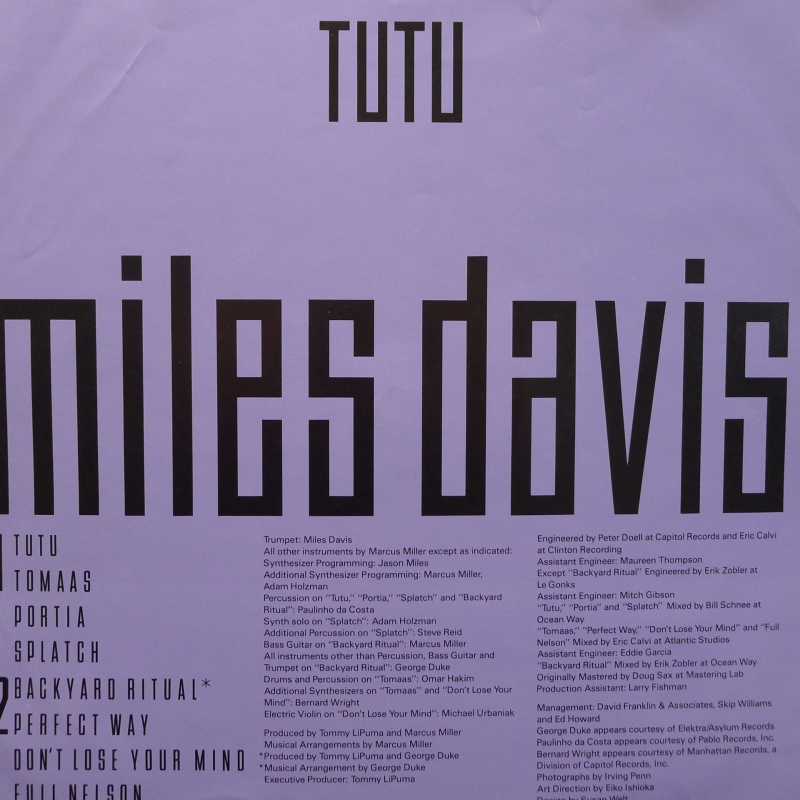 TUTU
miles davis
1
TUTU
TOMAAS
PORTIA
SPLATCH
2
BACKYARD RITUAL*
PERFECT WAY
DON'T LOSE YOUR MIND
FULL NELSON
Trumpet: Miles Davis
All other instruments by Marcus Miller except as indicated:
Synthesizer Programming: Jason Miles
Additional Synthesizer Programming: Marcus Miller,
Adam Holzman
Percussion on "Tutu," "Portia," "Splatch" and "Backyard
Ritual": Paulinho da Costa
Synth solo on "Splatch": Adam Holzman
Additional Percussion on "Splatch": Steve Reid
Bass Guitar on "Backyard Ritual": Marcus Miller
All instruments other than Percussion, Bass Guitar and
Trumpet on "Backyard Ritual": George Duke
Drums and Percussion on "Tomaas": Omar Hakim
Additional Synthesizers on "Tomaas" and "Don't Lose Your
Mind": Bernard Wright
Electric Violin on "Don't Lose Your Mind": Michael Urbaniak
Produced by Tommy LiPuma and Marcus Miller
Musical Arrangements by Marcus Miller
*Produced by Tommy LiPuma and George Duke
*Musical Arrangement by George Duke
Executive Producer: Tommy LiPuma
Engineered by Peter Doell at Capitol Records and Eric Calvi
at Clinton Recording
Assistant Engineer: Maureen Thompson
Except "Backyard Ritual" Engineered by Erik Zobler at
Le Gonks
Assistant Engineer: Mitch Gibson
"Tutu," "Portia" and "Splatch" Mixed by Bill Schnee at
Ocean Way
"Tomaas," "Perfect Way," "Don't Lose Your Mind" and "Full
Nelson" Mixed by Eric Calvi at Atlantic Studios
Assistant Engineer: Eddie Garcia
"Backyard Ritual" Mixed by Erik Zobler at Ocean Way
Originally Mastered by Doug Sax at Mastering Lab
Production Assistant: Larry Fishman
Management: David Franklin & Associates, Skip Williams
and Ed Howard
George Duke appears courtesy of Elektra/Asylum Records
Paulinho da Costa appears courtesy of Pablo Records, Inc.
Bernard Wright appears courtesy of Manhattan Records, a
Division of Capitol Records, Inc.
Photographs by Irving Penn
Art Direction by Eiko Ishioka
Design by Susan Welt